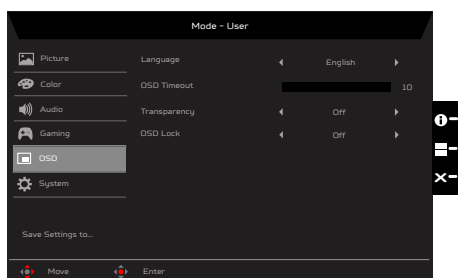 Mode - User
Picture
Language
English
Color
OSD Timeout
10
Audio
Transparency
Off
Gaming
OSD Lock
Off
OSD
System
Save Settings to...
Move
Enter